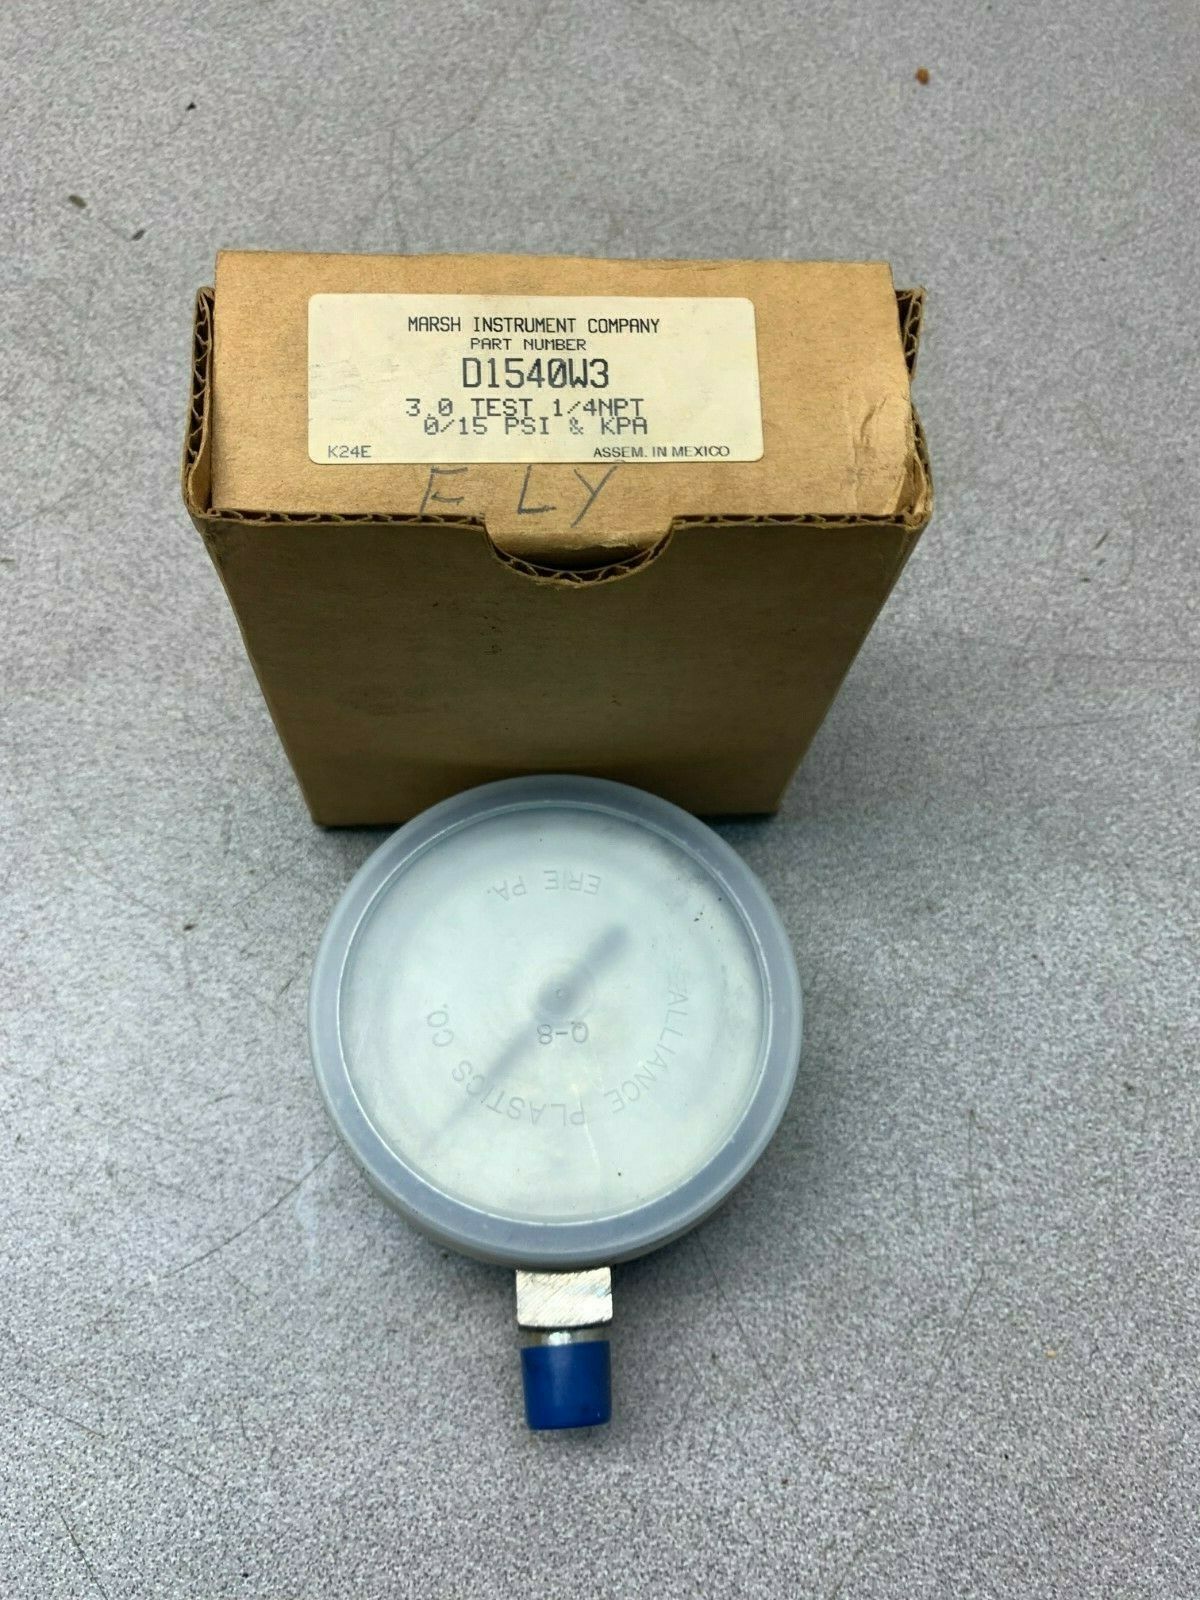 MARSH INSTRUMENT COMPANY
PART NUMBER
D1540W3
3.0 TEST 1/4NPT
0/15 PSI & KPA
K24E ASSEM. IN MEXICO
FLY
ERIE PA.
Q-8
ALLIANCE PLASTICS CO.